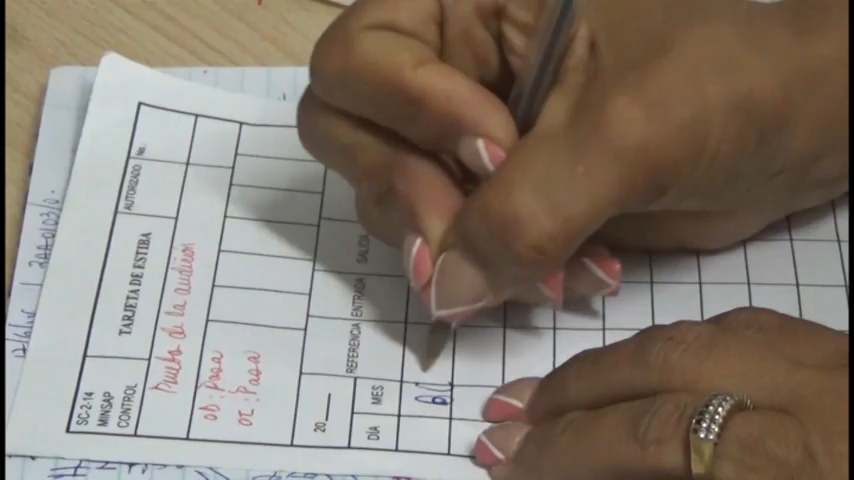 SC-2-14
MINSAP
CONTROL
TARJETA DE ESTIBA
AUTORIZADO No.
Prueba de la audición
OD: Pasa
OI: Pasa
20
DÍA MES REFERENCIA ENTRADA SALIDA